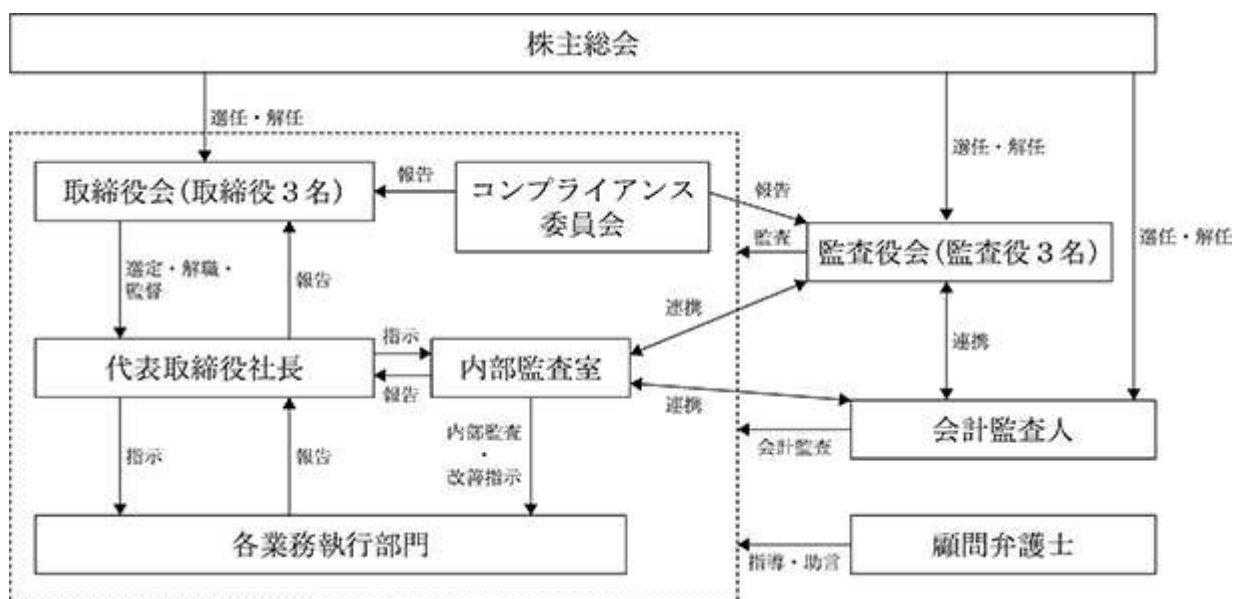 株主総会
選任・解任
選任・解任
選任・解任
取締役会(取締役3名)
報告
コンプライアンス
委員会
報告
監査
監査役会(監査役3名)
選定・解職・
監督
報告
連携
連携
代表取締役社長
指示
報告
内部監査室
連携
会計監査人
会計監査
指示
報告
内部監査
・
改善指示
各業務執行部門
指導・助言
顧問弁護士